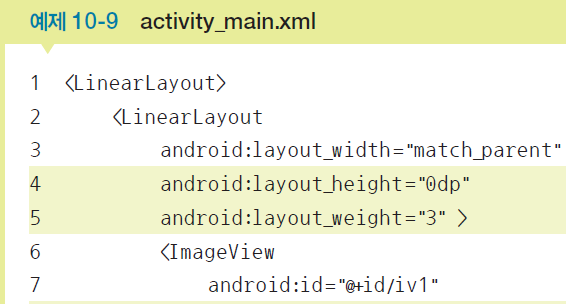 예제 10-9 activity_main.xml
1 <LinearLayout>
2 <LinearLayout
3 android:layout_width="match_parent"
4 android:layout_height="0dp"
5 android:layout_weight="3" >
6 <ImageView
7 android:id="@+id/iv1"